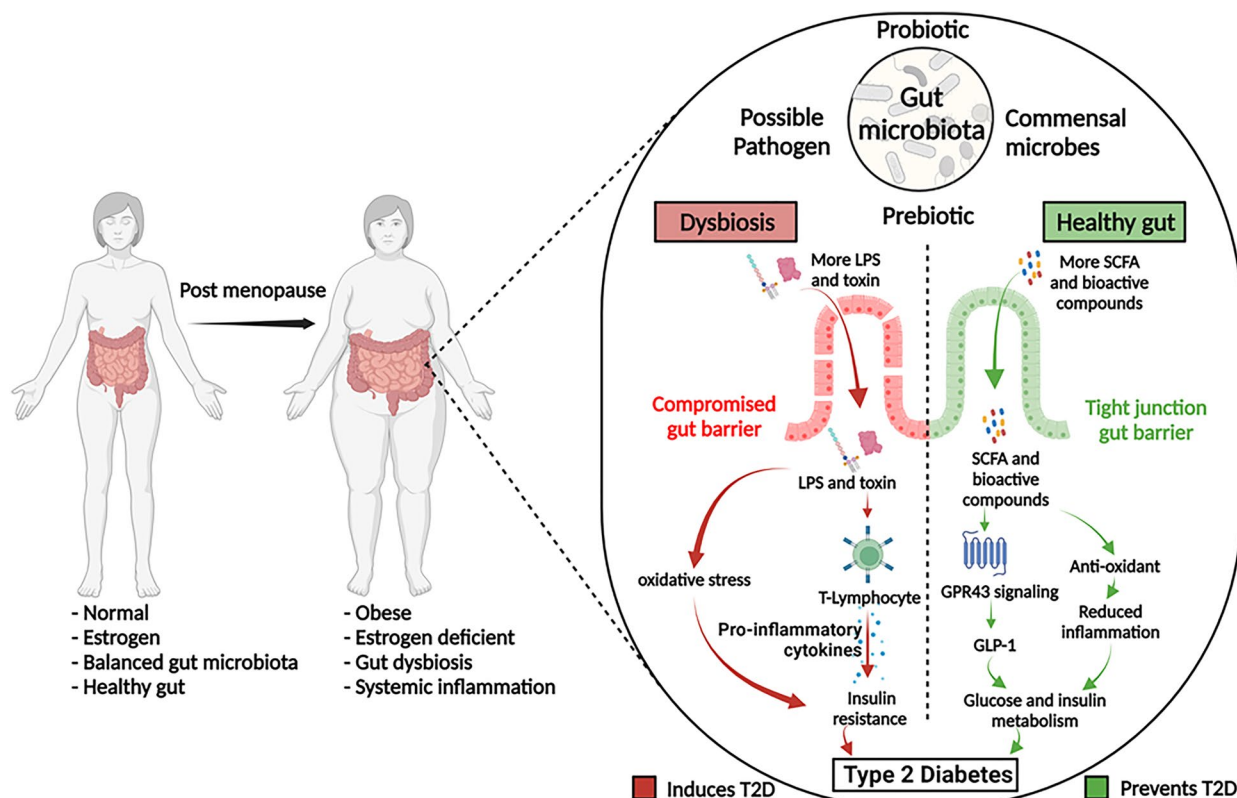 Post menopause
- Normal
- Estrogen
- Balanced gut microbiota
- Healthy gut
- Obese
- Estrogen deficient
- Gut dysbiosis
- Systemic inflammation
Probiotic
Gut
microbiota
Possible
Pathogen
Commensal
microbes
Prebiotic
Dysbiosis
More LPS
and toxin
Compromised
gut barrier
LPS and toxin
oxidative stress
T-Lymphocyte
Pro-inflammatory
cytokines
Insulin
resistance
Healthy gut
More SCFA
and bioactive
compounds
Tight junction
gut barrier
SCFA and
bioactive
compounds
GPR43 signaling
GLP-1
Anti-oxidant
Reduced
inflammation
Glucose and insulin
metabolism
Type 2 Diabetes
Induces T2D
Prevents T2D